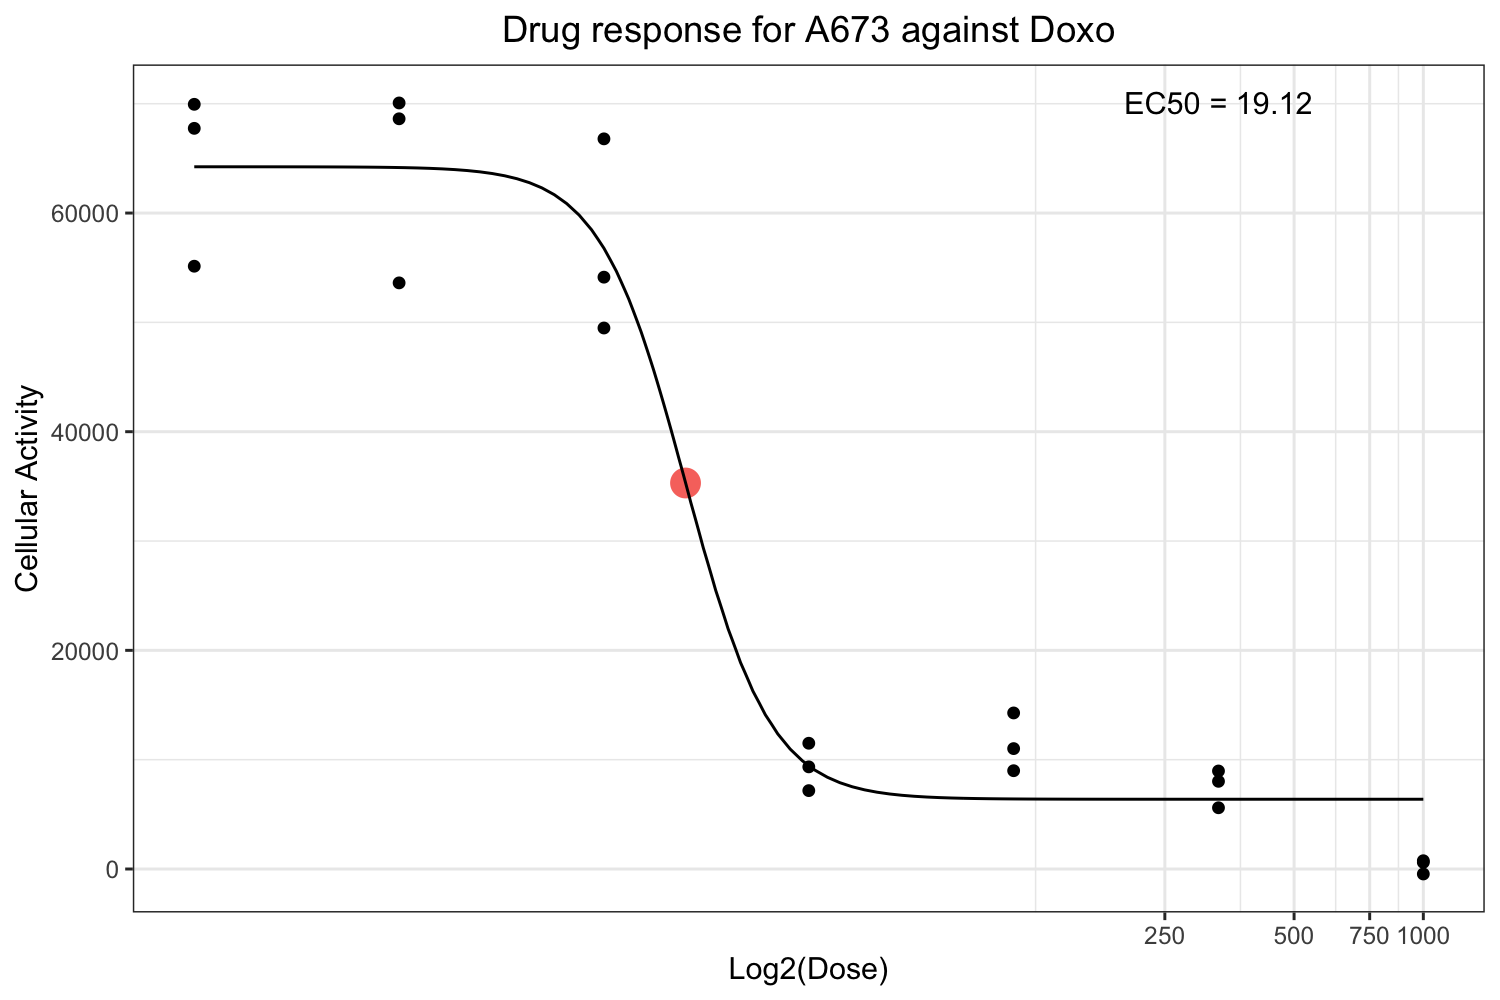 Drug response for A673 against Doxo
EC50 = 19.12
60000
40000
20000
0
Cellular Activity
250 500 750 1000
Log2(Dose)